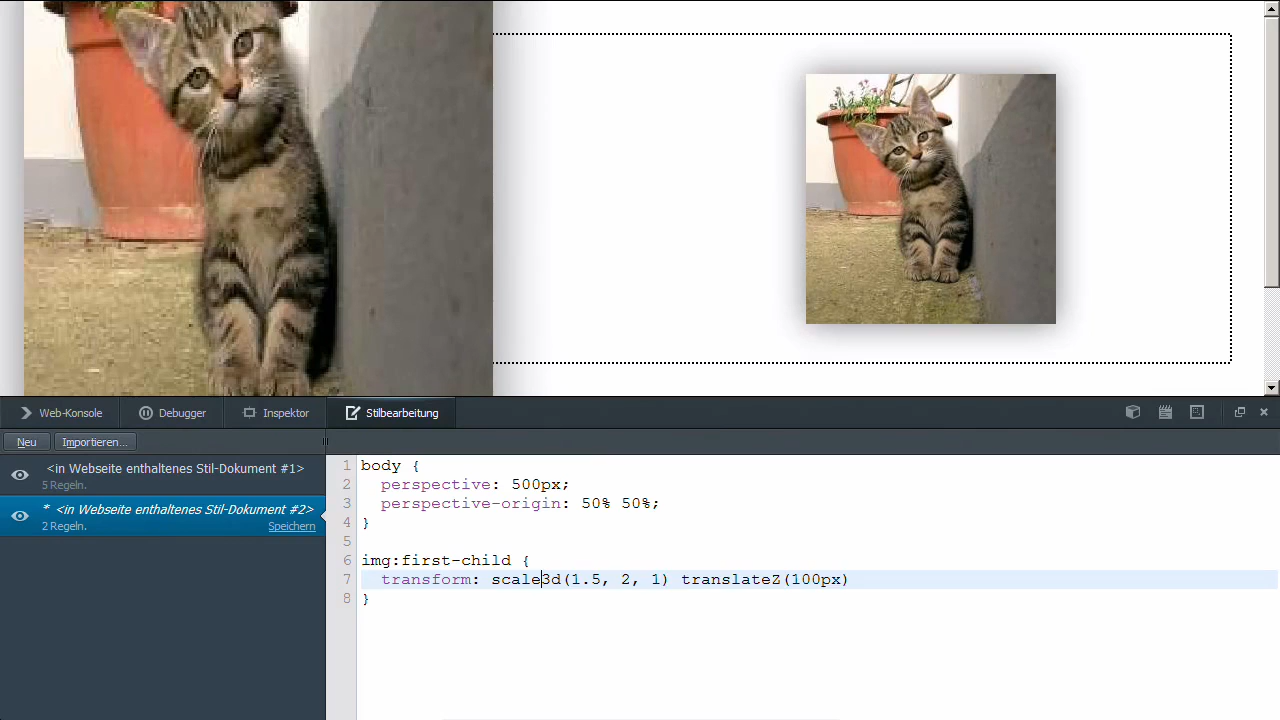 Web-Konsole Debugger Inspektor Stilbearbeitung
Neu Importieren...
<in Webseite enthaltenes Stil-Dokument #1>
5 Regeln.
* <in Webseite enthaltenes Stil-Dokument #2>
2 Regeln. Speichern
1 body {
2 perspective: 500px;
3 perspective-origin: 50% 50%;
4 }
5
6 img:first-child {
7 transform: scale3d(1.5, 2, 1) translateZ(100px)
8 }